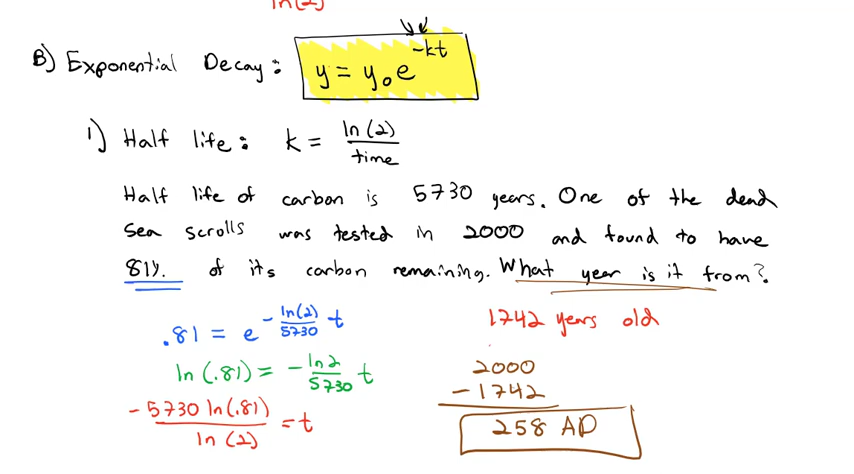 ln(2)
B) Exponential Decay: y = y₀e^(-kt)
1) Half life: k = ln(2)/time
Half life of carbon is 5730 years. One of the dead
Sea scrolls was tested in 2000 and found to have
81% of its carbon remaining. What year is it from?
.81 = e^(-ln(2)/5730 t)
1742 years old
ln(.81) = -ln2/5730 t
2000
- 1742
-5730 ln(.81)/ln(2) = t
258 AD